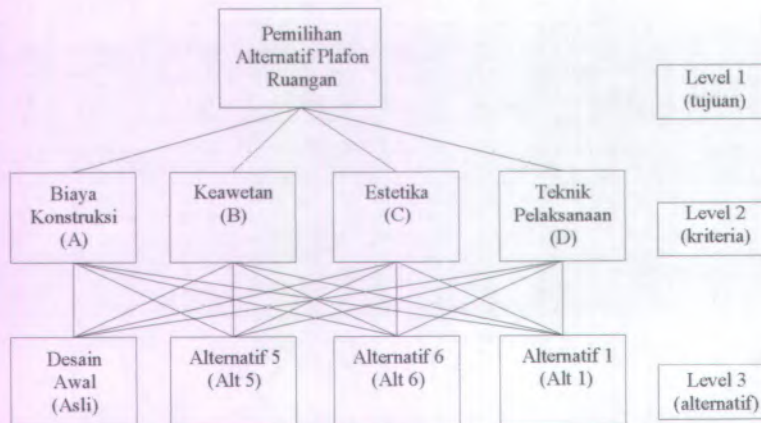 Pemilihan
Alternatif Plafon
Ruangan
Level 1
(tujuan)
Biaya
Konstruksi
(A)
Keawetan
(B)
Estetika
(C)
Teknik
Pelaksanaan
(D)
Level 2
(kriteria)
Desain
Awal
(Asli)
Alternatif 5
(Alt 5)
Alternatif 6
(Alt 6)
Alternatif 1
(Alt 1)
Level 3
(alternatif)